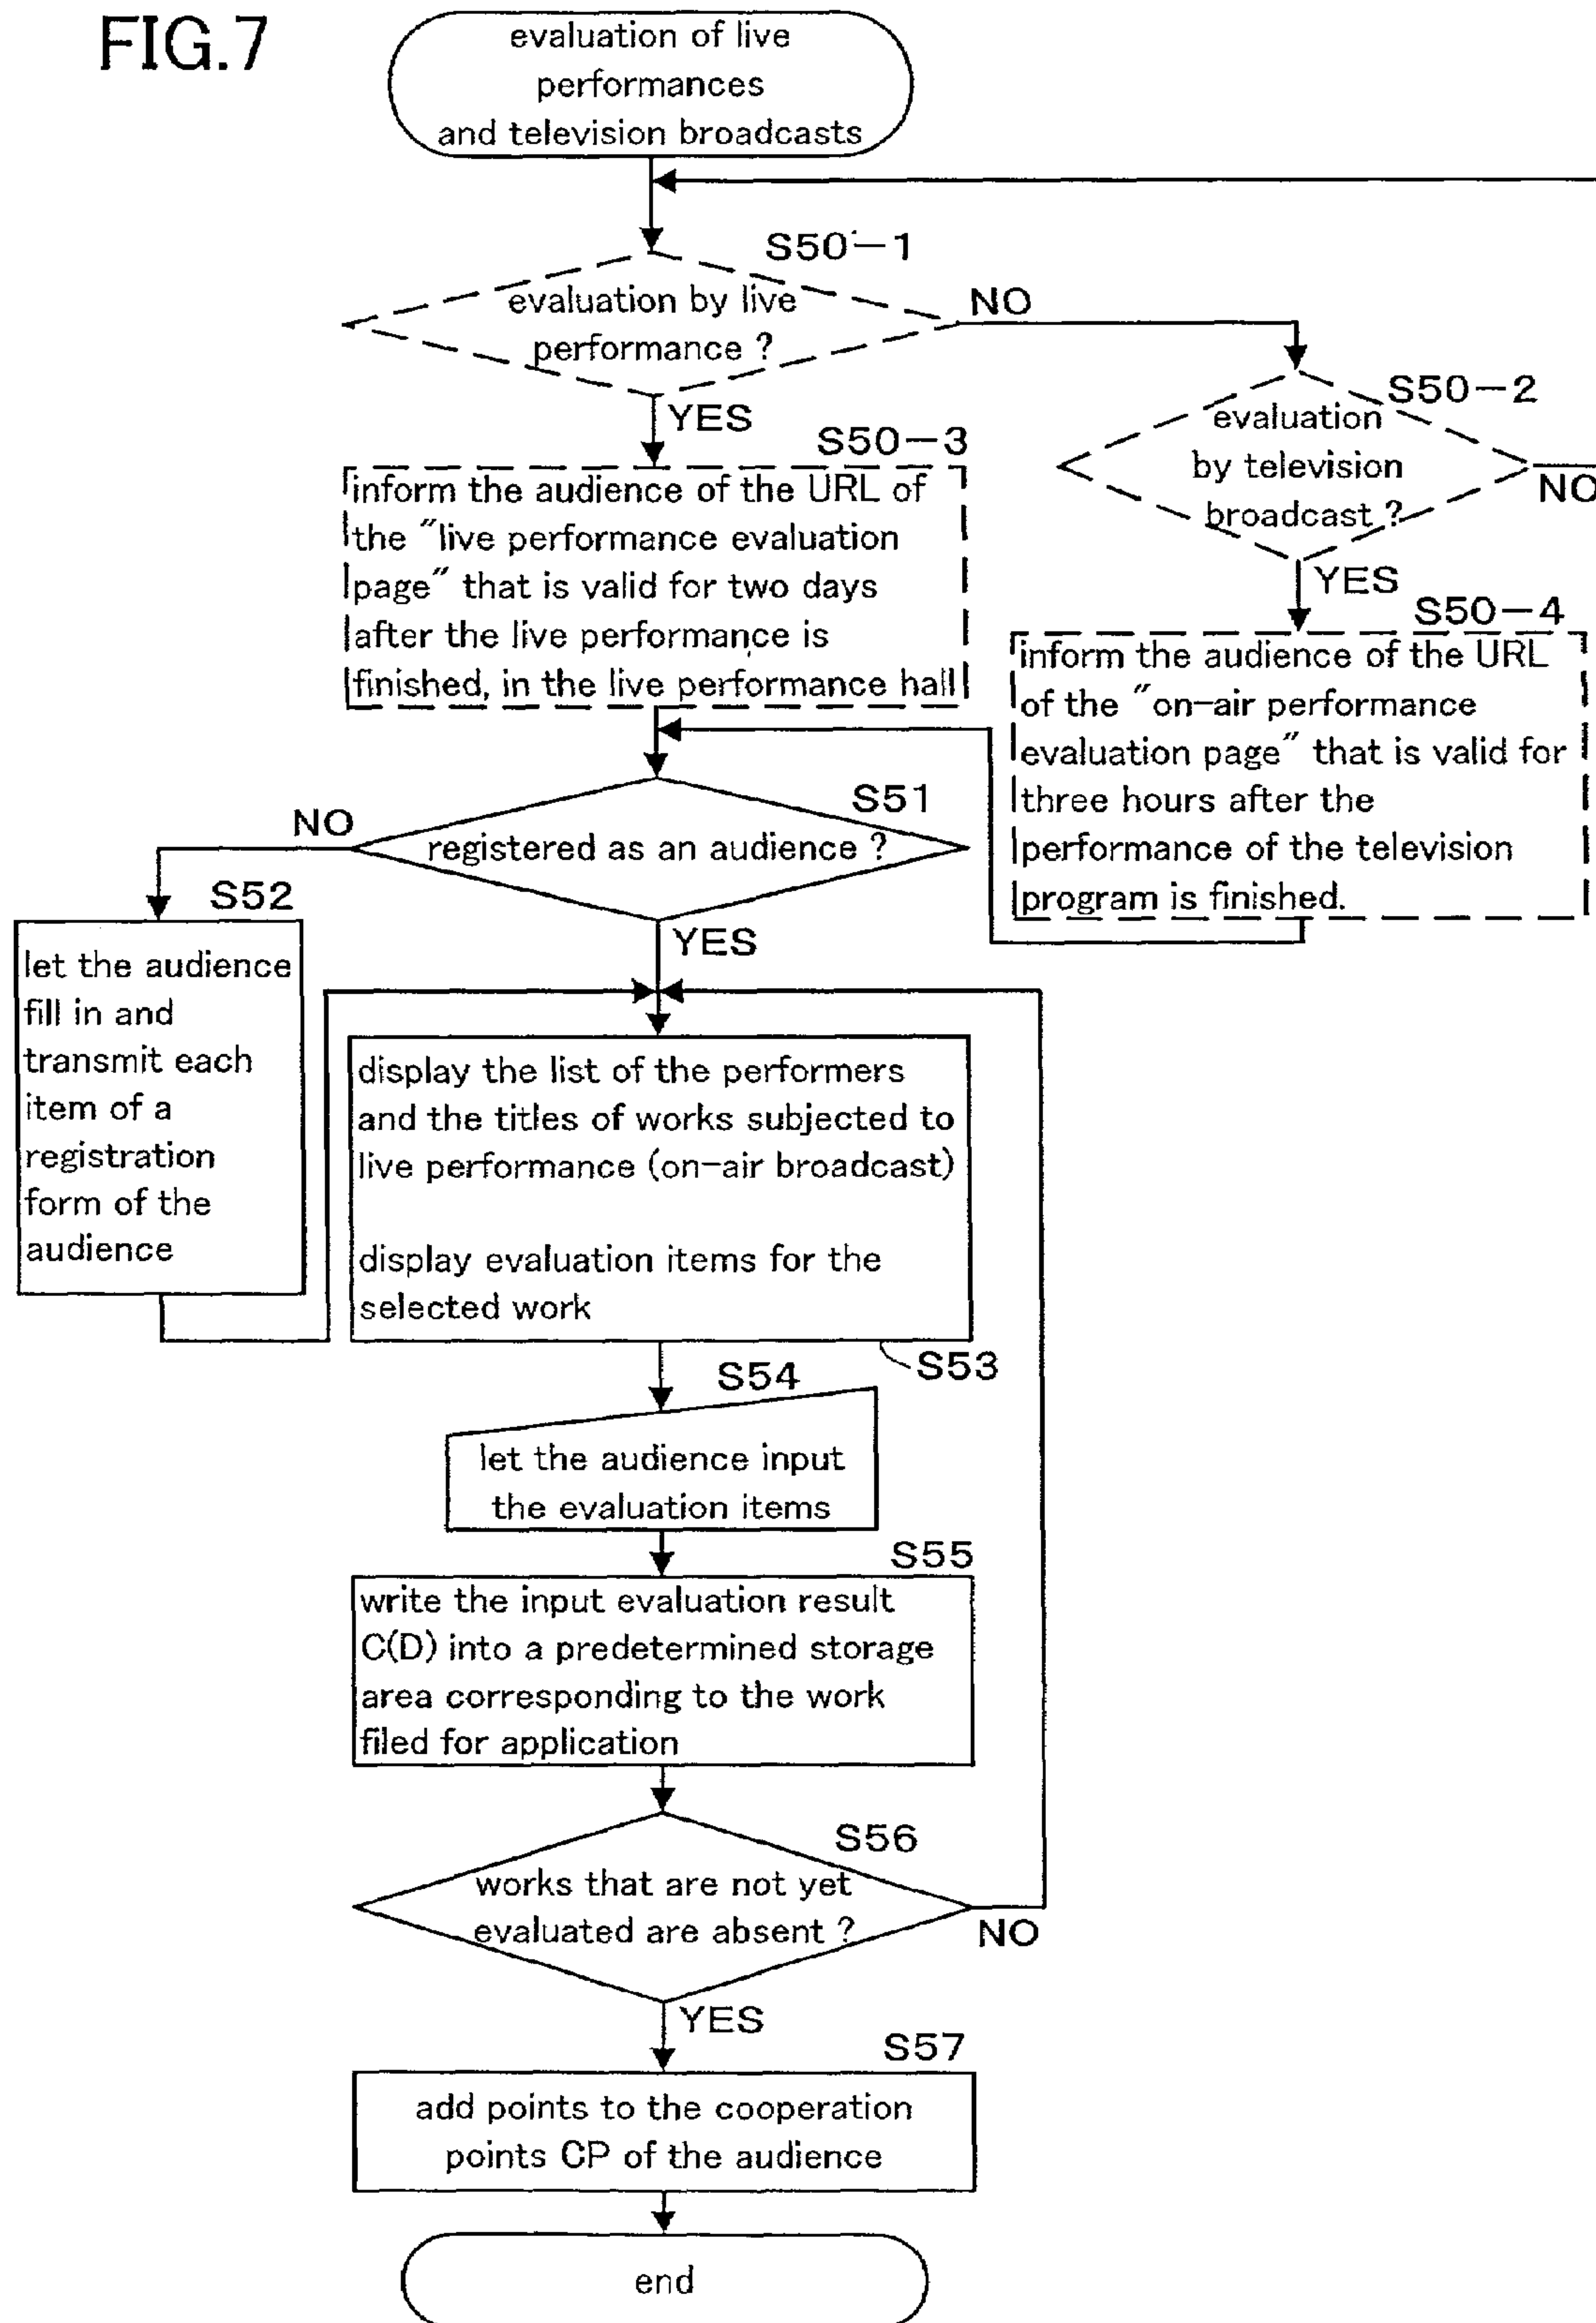 FIG.7
evaluation of live
performances
and television broadcasts
S50-1
evaluation by live
performance ?
NO
YES
S50-2
evaluation
by television
broadcast ?
NO
YES
S50-3
inform the audience of the URL of
the "live performance evaluation
page" that is valid for two days
after the live performance is
finished, in the live performance hall
S50-4
inform the audience of the URL
of the "on-air performance
evaluation page" that is valid for
three hours after the
performance of the television
program is finished.
S51
registered as an audience ?
NO
YES
S52
let the audience
fill in and
transmit each
item of a
registration
form of the
audience
display the list of the performers
and the titles of works subjected to
live performance (on-air broadcast)
display evaluation items for the
selected work
S53
S54
let the audience input
the evaluation items
S55
write the input evaluation result
C(D) into a predetermined storage
area corresponding to the work
filed for application
S56
works that are not yet
evaluated are absent ?
NO
YES
S57
add points to the cooperation
points CP of the audience
end